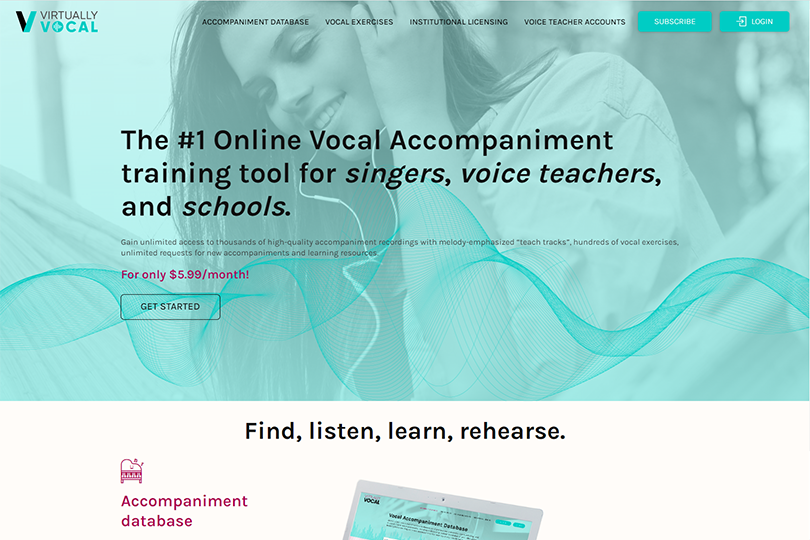 VIRTUALLY
VOCAL
ACCOMPANIMENT DATABASE VOCAL EXERCISES INSTITUTIONAL LICENSING VOICE TEACHER ACCOUNTS SUBSCRIBE LOGIN
The #1 Online Vocal Accompaniment
training tool for singers, voice teachers,
and schools.
Gain unlimited access to thousands of high-quality accompaniment recordings with melody-emphasized “teach tracks”, hundreds of vocal exercises,
unlimited requests for new accompaniments and learning resources
For only $5.99/month!
GET STARTED
Find, listen, learn, rehearse.
Accompaniment
database
VOCAL
Vocal Accompaniment Database